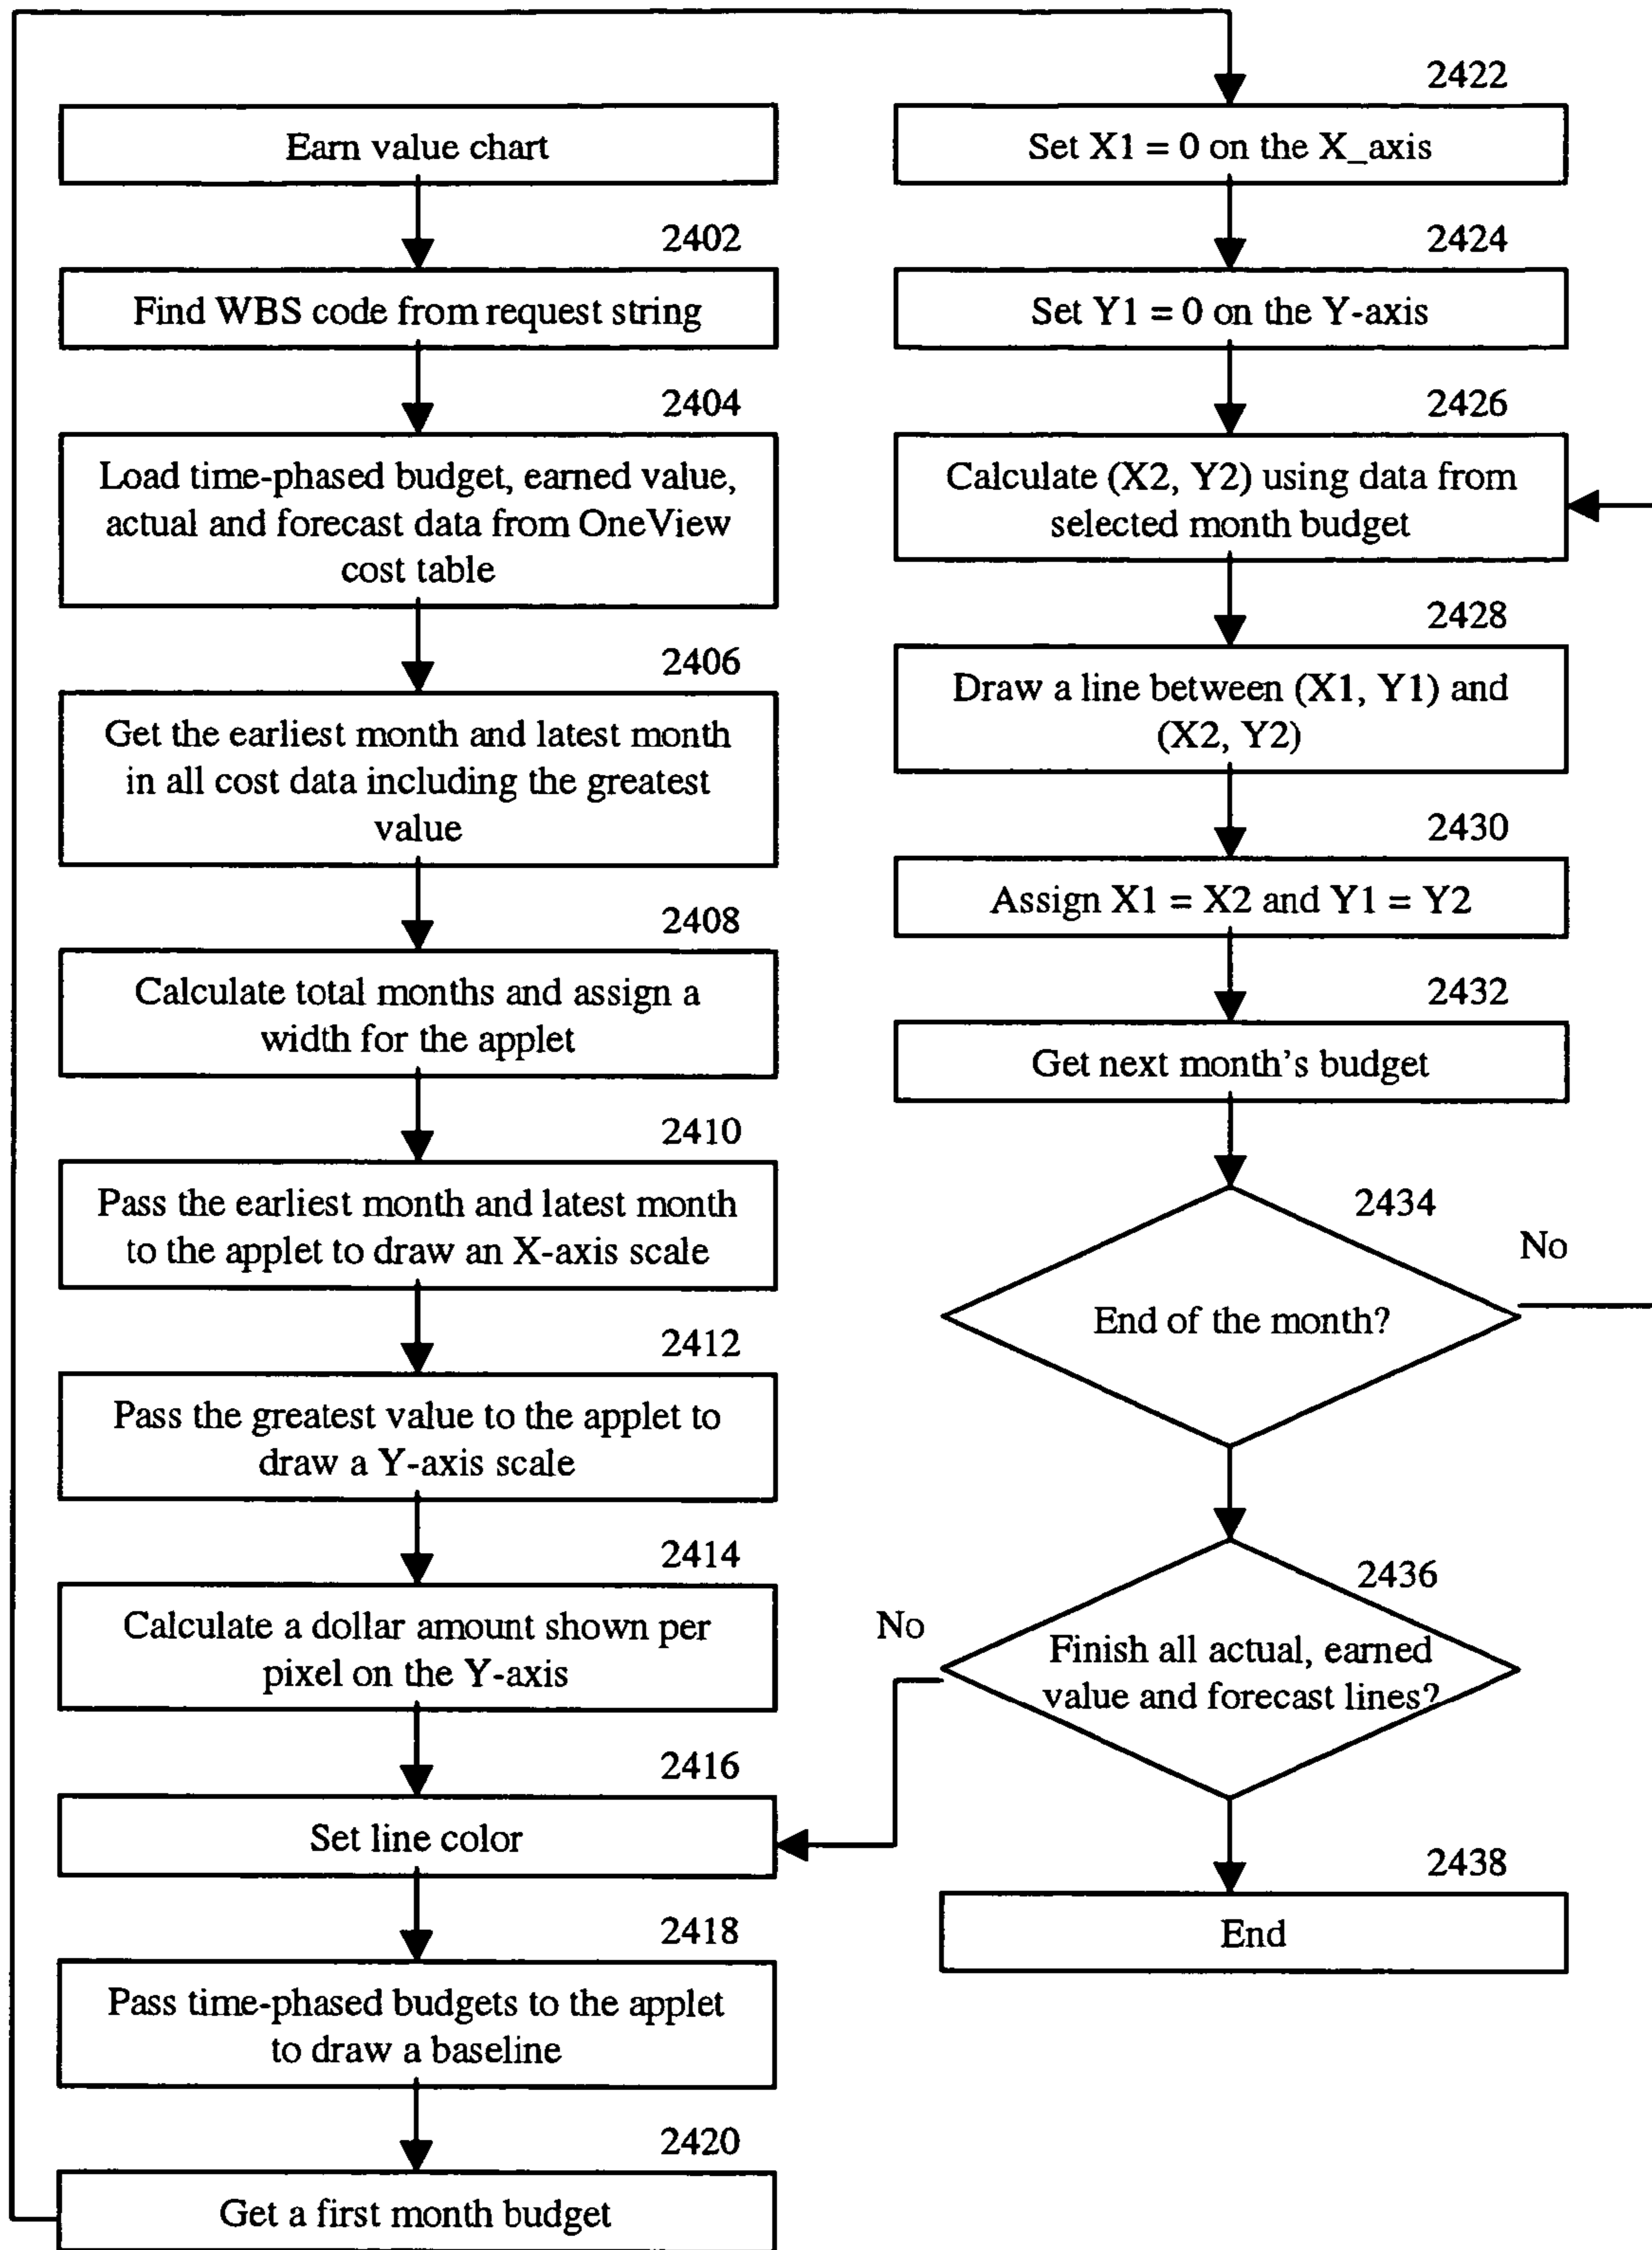 Earn value chart
2402
Find WBS code from request string
2404
Load time-phased budget, earned value,
actual and forecast data from OneView
cost table
2406
Get the earliest month and latest month
in all cost data including the greatest
value
2408
Calculate total months and assign a
width for the applet
2410
Pass the earliest month and latest month
to the applet to draw an X-axis scale
2412
Pass the greatest value to the applet to
draw a Y-axis scale
2414
Calculate a dollar amount shown per
pixel on the Y-axis
2416
Set line color
2418
Pass time-phased budgets to the applet
to draw a baseline
2420
Get a first month budget
2422
Set X1 = 0 on the X_axis
2424
Set Y1 = 0 on the Y-axis
2426
Calculate (X2, Y2) using data from
selected month budget
2428
Draw a line between (X1, Y1) and
(X2, Y2)
2430
Assign X1 = X2 and Y1 = Y2
2432
Get next month's budget
2434
No
End of the month?
2436
No
Finish all actual, earned
value and forecast lines?
2438
End